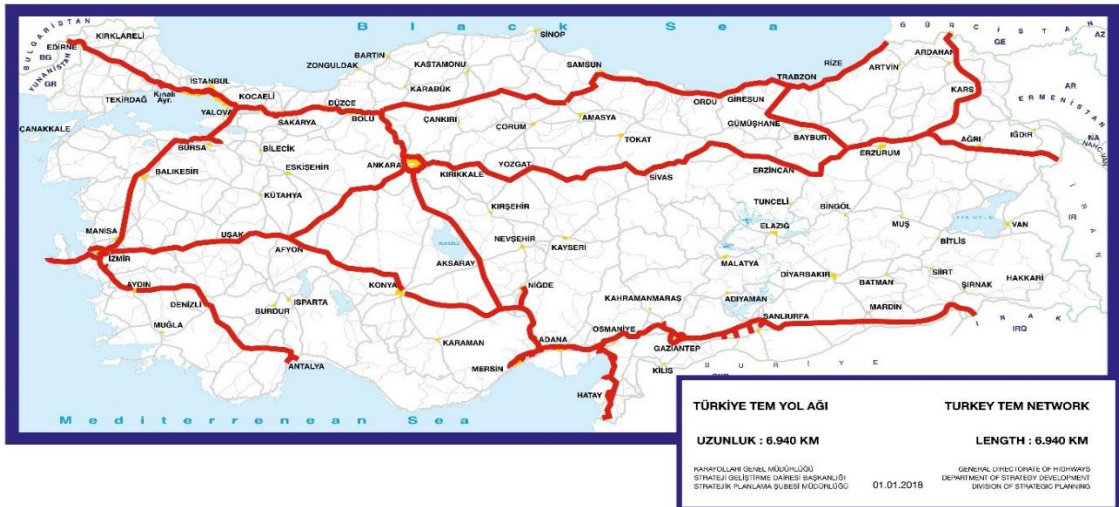 B l a c k S e a
BULGARİSTAN
BG
YUNANİSTAN
GR
GÜRCİSTAN
GE
AZ
AR
ERMENİSTAN
NA
NAHCIVAN
KIRKLARELİ
EDİRNE
TEKİRDAĞ
Kınalı
Ayr.
İSTANBUL
YALOVA
KOCAELİ
SAKARYA
DÜZCE
BOLU
ZONGULDAK
BARTIN
KARABÜK
KASTAMONU
SİNOP
SAMSUN
ÇANKIRI
ÇORUM
AMASYA
TOKAT
ORDU
GİRESUN
TRABZON
RİZE
ARTVİN
ARDAHAN
KARS
GÜMÜŞHANE
BAYBURT
ERZURUM
AĞRI
IĞDIR
ÇANAKKALE
BURSA
BİLECİK
BALIKESİR
ESKİŞEHİR
KÜTAHYA
ANKARA
KIRIKKALE
YOZGAT
SİVAS
ERZİNCAN
TUNCELİ
BİNGÖL
ELAZIĞ
MUŞ
BİTLİS
VAN
İRAN
IR
MANİSA
İZMİR
UŞAK
AFYON
KIRŞEHİR
NEVŞEHİR
KAYSERİ
AKSARAY
MALATYA
DİYARBAKIR
BATMAN
SİİRT
HAKKARİ
ŞIRNAK
AYDIN
DENİZLİ
ISPARTA
BURDUR
MUĞLA
KONYA
NİĞDE
KAHRAMANMARAŞ
ADIYAMAN
MARDİN
ŞANLIURFA
IRAK
IRQ
KARAMAN
ADANA
OSMANİYE
GAZİANTEP
KİLİS
SURİYE
ANTALYA
MERSİN
HATAY
M e d i t e r r e n e a n S e a
TÜRKİYE TEM YOL AĞI
UZUNLUK : 6.940 KM
KARAYOLLARI GENEL MÜDÜRLÜĞÜ
STRATEJİ GELİŞTİRME DAİRESİ BAŞKANLIĞI
STRATEJİK PLANLAMA ŞUBESİ MÜDÜRLÜĞÜ
01.01.2018
TURKEY TEM NETWORK
LENGTH : 6.940 KM
GENERAL DIRECTORATE OF HIGHWAYS
DEPARTMENT OF STRATEGY DEVELOPMENT
DIVISION OF STRATEGIC PLANNING